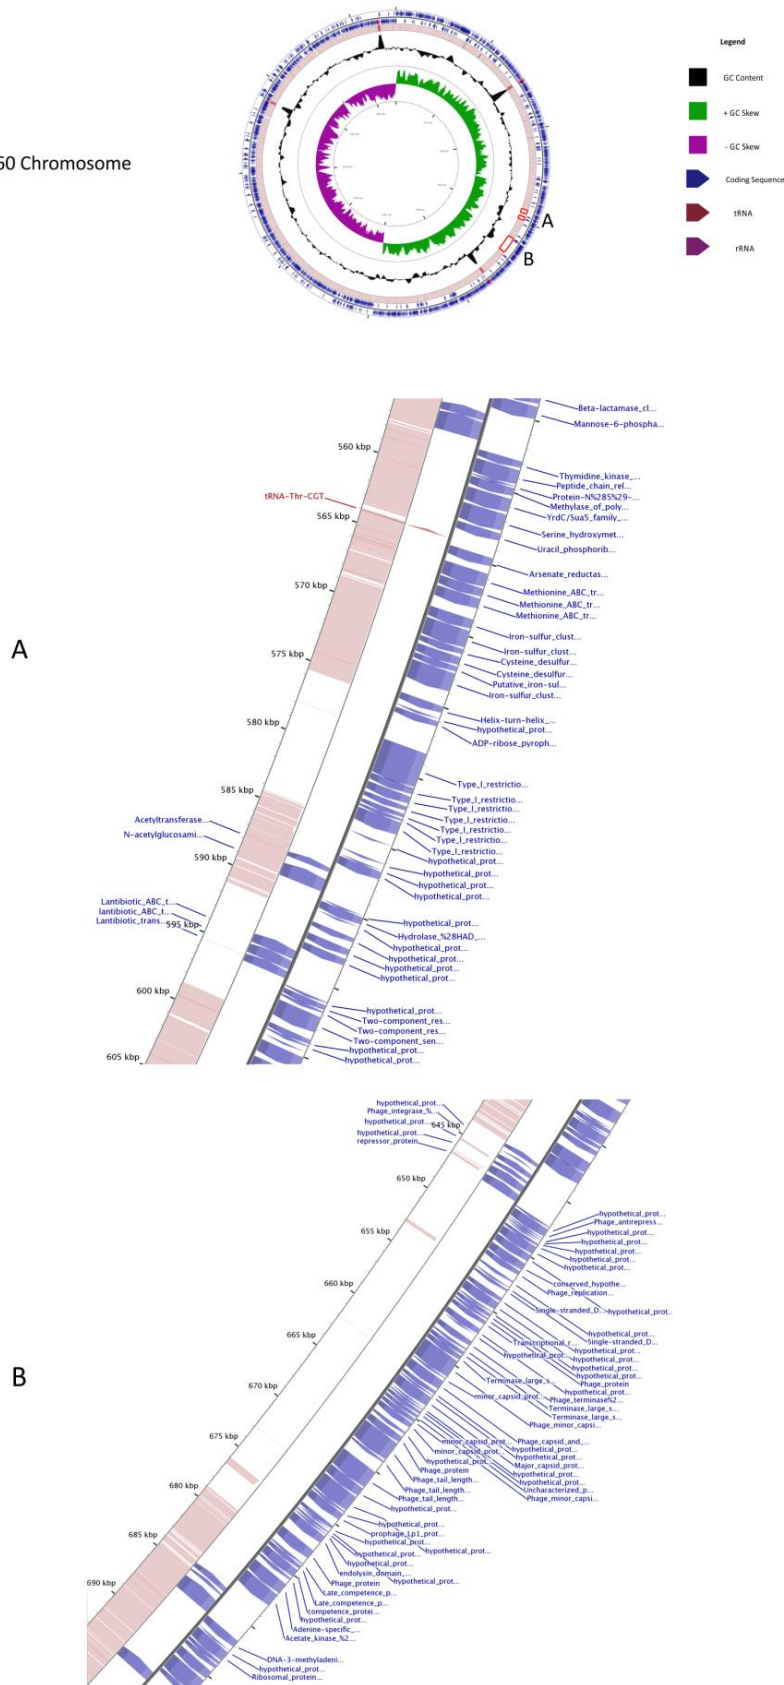 60 Chromosome
Legend
GC Content
+ GC Skew
- GC Skew
Coding Sequence
tRNA
rRNA
A
B
A
560 kbp
tRNA-Thr-CGT
565 kbp
570 kbp
575 kbp
580 kbp
585 kbp
Acetyltransferase...
N-acetylglucosami...
590 kbp
Lantibiotic_ABC_t...
lantibiotic_ABC_t...
Lantibiotic_trans...
595 kbp
600 kbp
605 kbp
Beta-lactamase_cl...
Mannose-6-phospha...
Thymidine_kinase_...
Peptide_chain_rel...
Protein-N%285%29-...
Methylase_of_poly...
YrdC/Sua5_family_...
Serine_hydroxymet...
Uracil_phosphorib...
Arsenate_reductas...
Methionine_ABC_tr...
Methionine_ABC_tr...
Methionine_ABC_tr...
Iron-sulfur_clust...
Iron-sulfur_clust...
Cysteine_desulfur...
Cysteine_desulfur...
Putative_iron-sul...
Iron-sulfur_clust...
Helix-turn-helix_...
hypothetical_prot...
ADP-ribose_pyroph...
Type_I_restrictio...
Type_I_restrictio...
Type_I_restrictio...
Type_I_restrictio...
Type_I_restrictio...
Type_I_restrictio...
hypothetical_prot...
hypothetical_prot...
hypothetical_prot...
hypothetical_prot...
hypothetical_prot...
Hydrolase_%28HAD_...
hypothetical_prot...
hypothetical_prot...
hypothetical_prot...
hypothetical_prot...
hypothetical_prot...
Two-component_res...
Two-component_res...
Two-component_sen...
hypothetical_prot...
hypothetical_prot...
B
hypothetical_prot...
Phage_integrase_%...
hypothetical_prot...
645 kbp
hypothetical_prot...
repressor_protein
650 kbp
655 kbp
660 kbp
665 kbp
670 kbp
675 kbp
680 kbp
685 kbp
690 kbp
hypothetical_prot...
Phage_antirepress...
hypothetical_prot...
hypothetical_prot...
hypothetical_prot...
hypothetical_prot...
conserved_hypothe...
Phage_replication...
Single-stranded_D...
hypothetical_prot..
hypothetical_prot...
Single-stranded_D...
Transcriptional_r...
hypothetical_prot...
hypothetical_prot...
hypothetical_prot...
hypothetical_prot...
hypothetical_prot...
Terminase_large_s...
Phage_protein
hypothetical_prot...
minor_capsid_prot...
Phage_terminase%2...
Terminase_large_s...
Terminase_large_s...
Phage_minor_capsi...
minor_capsid_prot...
Phage_capsid_and_...
minor_capsid_prot...
hypothetical_prot...
hypothetical_prot...
hypothetical_prot...
Major_capsid_prot...
Phage_protein
hypothetical_prot...
Phage_tail_length...
hypothetical_prot...
Phage_tail_length...
Uncharacterized_p...
Phage_tail_length...
Phage_minor_capsi...
hypothetical_prot...
hypothetical_prot...
prophage_Lp1_prot...
hypothetical_prot...
hypothetical_prot...
hypothetical_prot...
hypothetical_prot...
endolysin_domain_...
Phage_protein
hypothetical_prot...
Late_competence_p...
Late_competence_p...
competence_protei...
hypothetical_prot...
Adenine-specific_...
Acetate_kinase_%2...
DNA-3-methyladeni...
hypothetical_prot...
Ribosomal_protein...